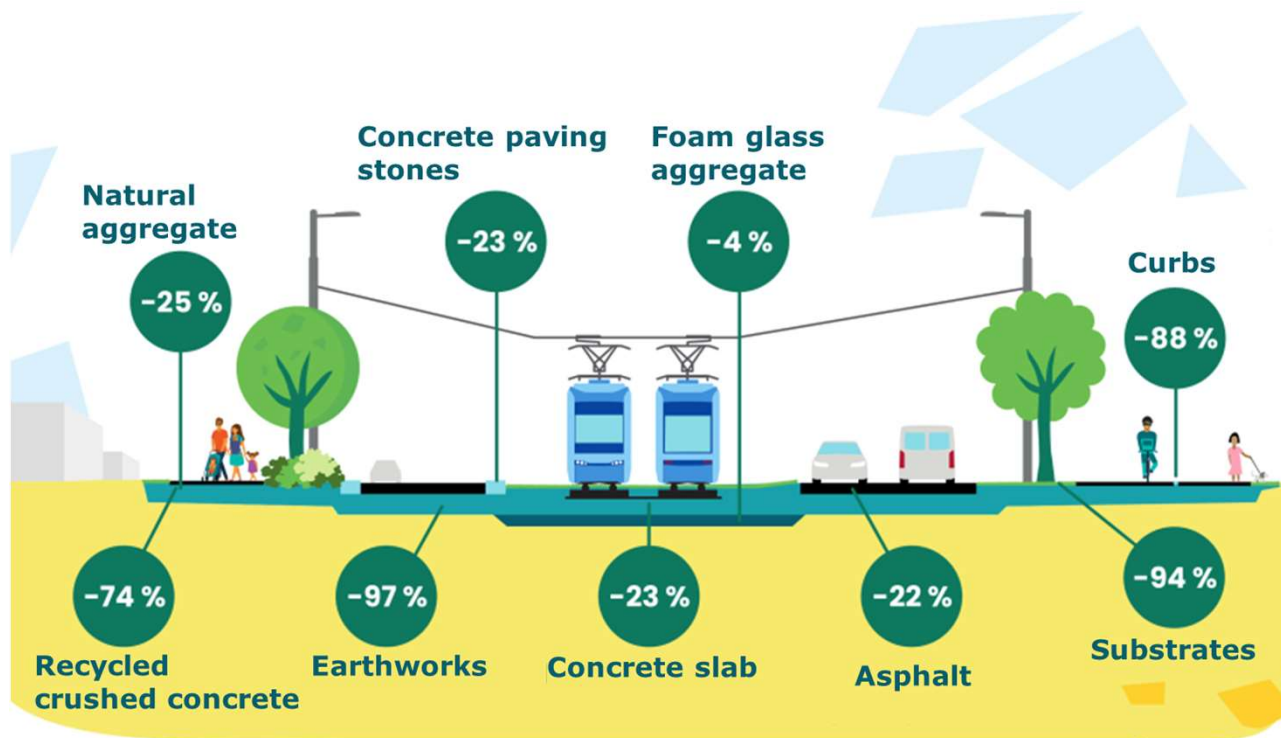 Natural
aggregate
-25 %
Concrete paving
stones
-23 %
Foam glass
aggregate
-4 %
Curbs
-88 %
-74 %
Recycled
crushed concrete
-97 %
Earthworks
-23 %
Concrete slab
-22 %
Asphalt
-94 %
Substrates